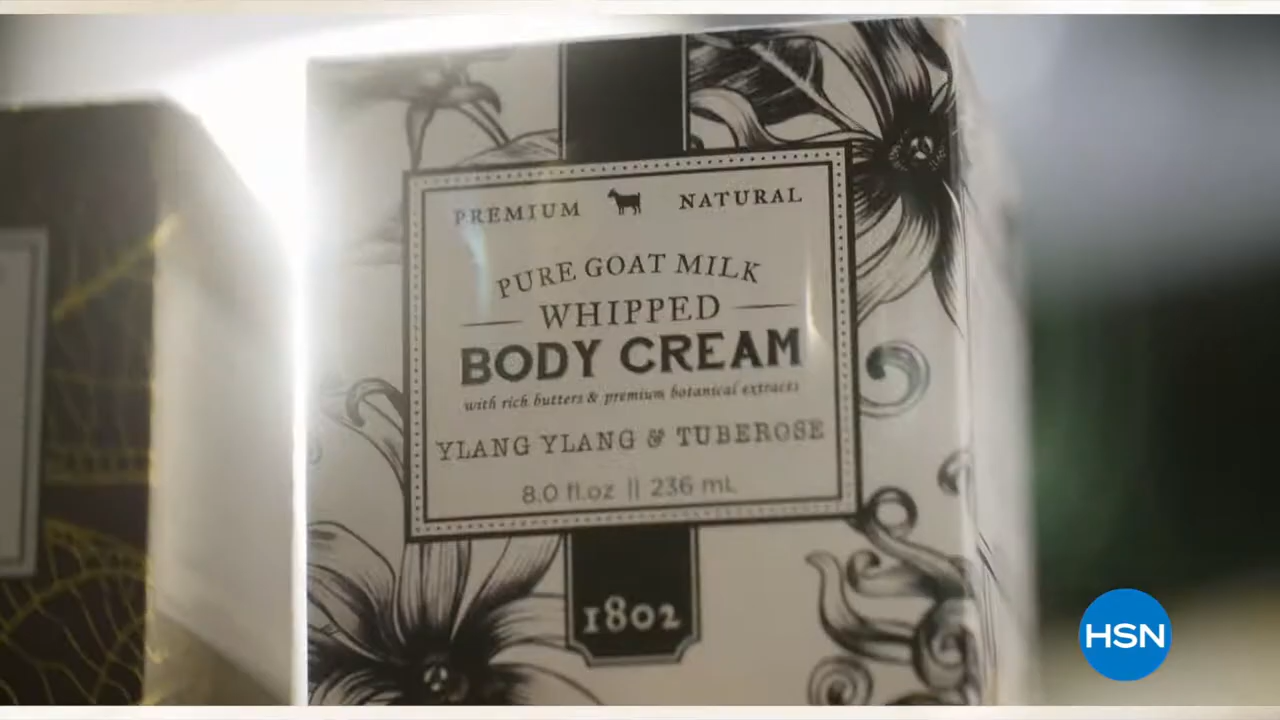 PREMIUM NATURAL
PURE GOAT MILK
WHIPPED
BODY CREAM
with rich butters & premium botanical extracts
YLANG YLANG & TUBEROSE
8.0 fl.oz || 236 mL
1802
HSN